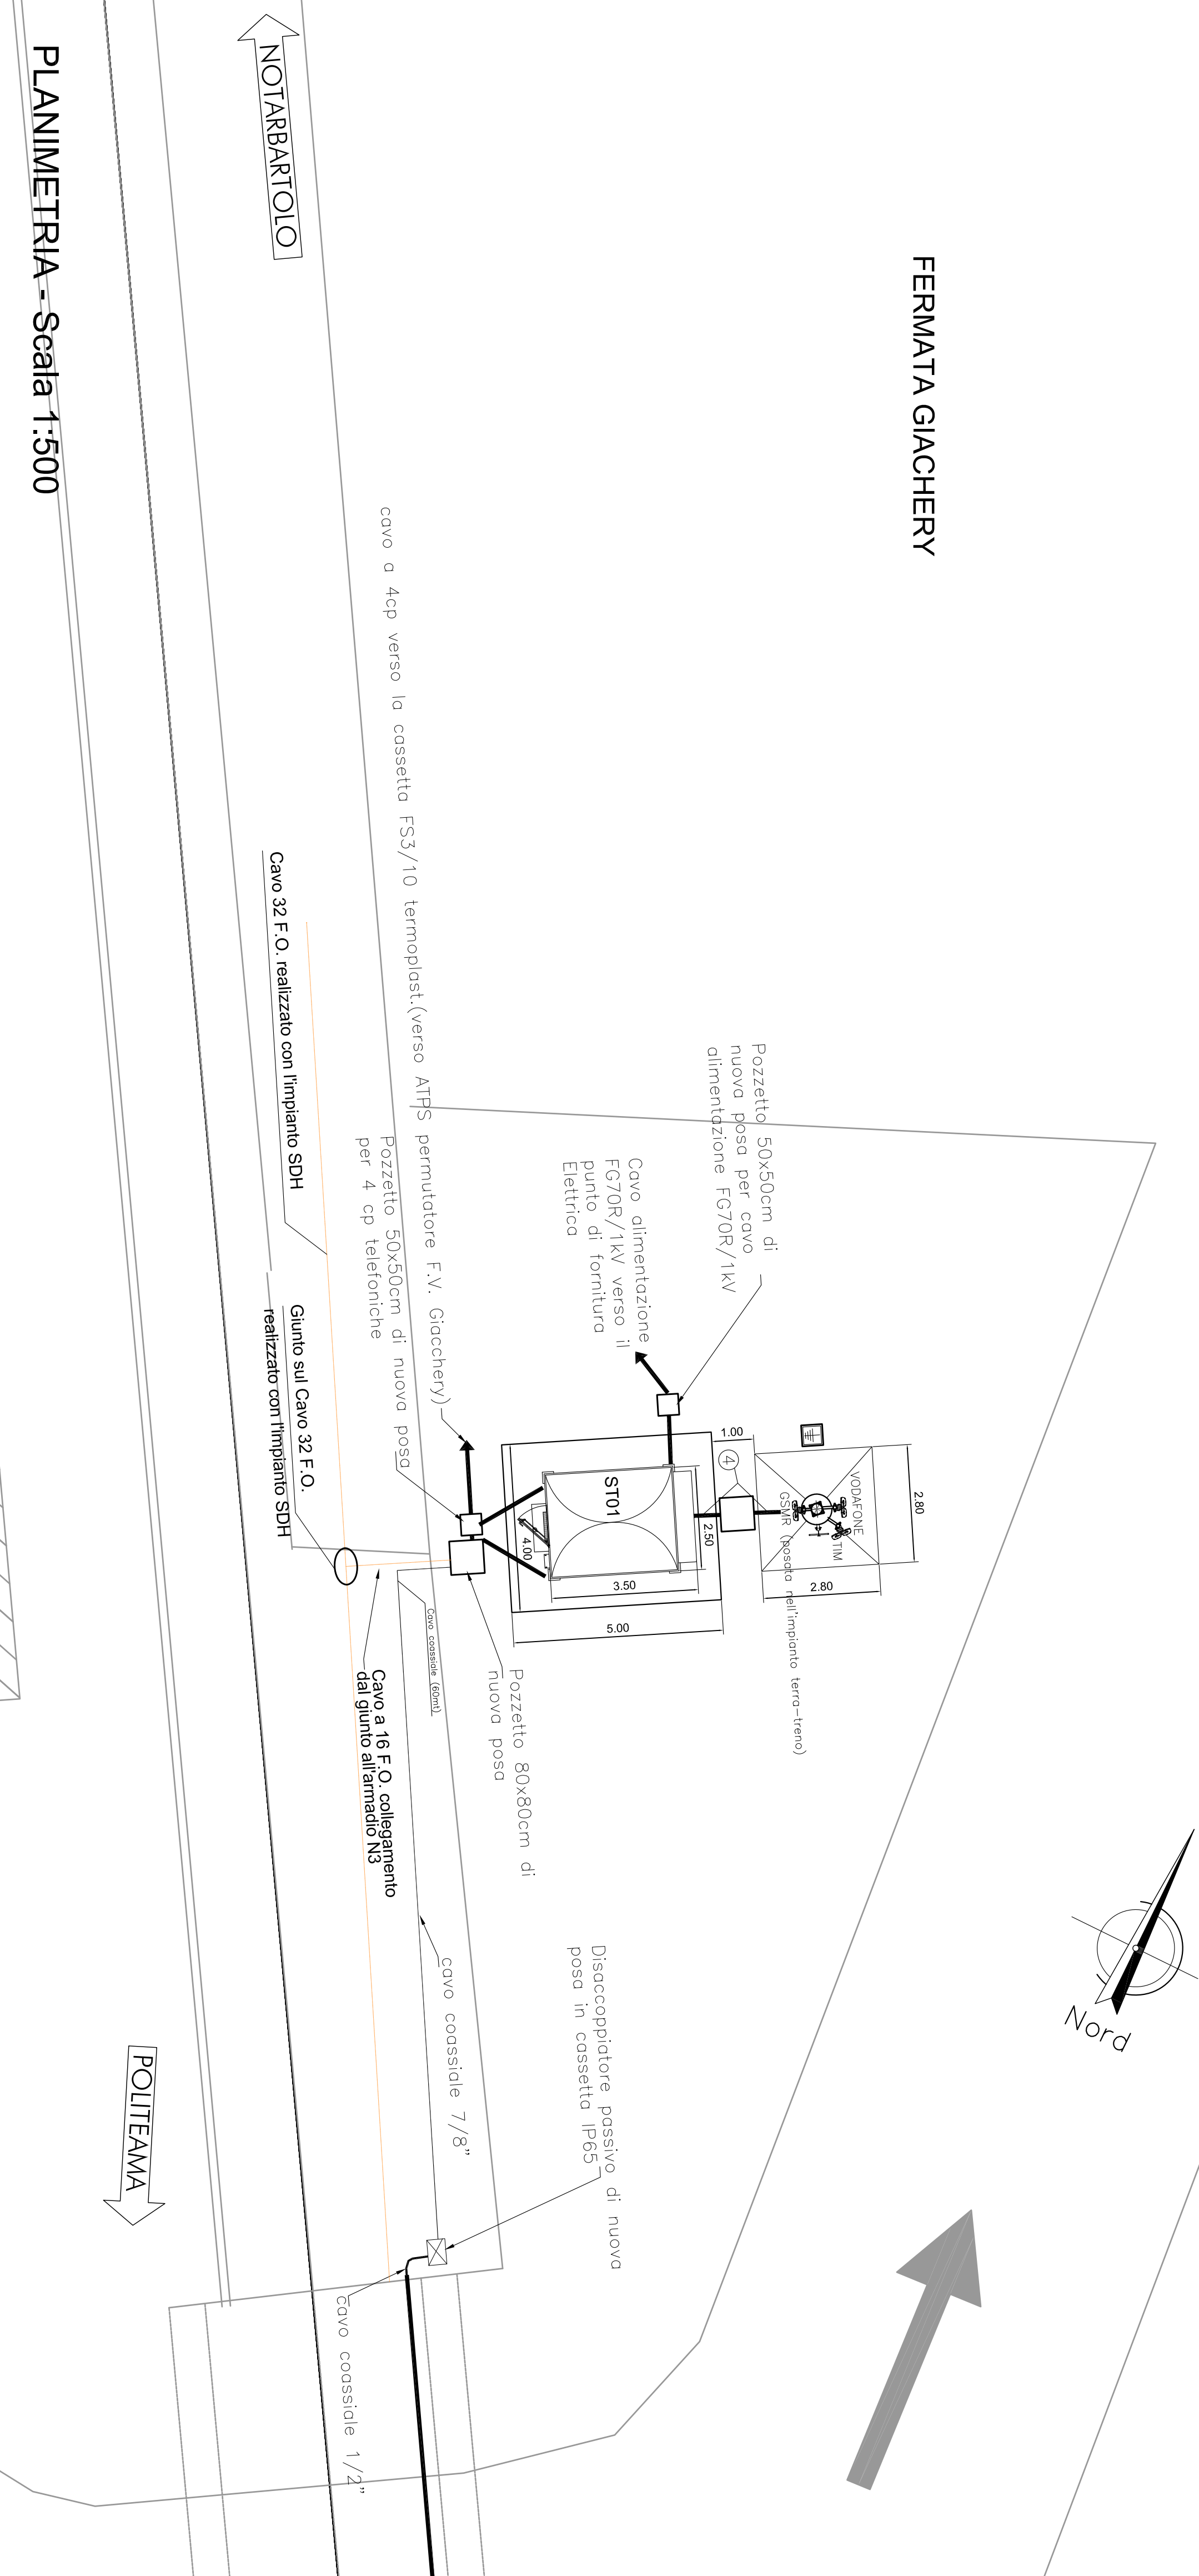 FERMATA GIACHERY
NOTARBARTOLO
PLANIMETRIA - Scala 1:500
cavo a 4cp verso la cassetta FS3/10 termoplast.(verso ATPS permutatore F.V. Giacchery)
Pozzetto 50x50cm di
nuova posa per cavo
alimentazione FG70R/1kV
Cavo alimentazione
FG70R/1kV verso il
punto di fornitura
Elettrica
Pozzetto 50x50cm di nuova posa
per 4 cp telefoniche
Cavo 32 F.O. realizzato con l'impianto SDH
Giunto sul Cavo 32 F.O.
realizzato con l'impianto SDH
2.80
VODAFONE
TIM
GSMR (posata nell'impianto terra-treno)
2.80
1.00
4
2.50
ST01
4.00
3.50
5.00
Pozzetto 80x80cm di
nuova posa
Cavo coassiale (60mt)
Cavo a 16 F.O. collegamento
dal giunto all'armadio N3
Nord
Disaccoppiatore passivo di nuova
posa in cassetta IP65
cavo coassiale 7/8"
POLITEAMA
cavo coassiale 1/2"